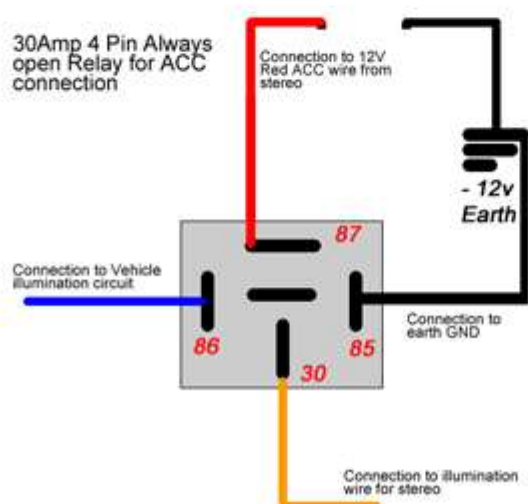 30Amp 4 Pin Always
open Relay for ACC
connection
Connection to 12V
Red ACC wire from
stereo
- 12v
Earth
87
Connection to Vehicle
illumination circuit
86
85
30
Connection to
earth GND
Connection to illumination
wire for stereo